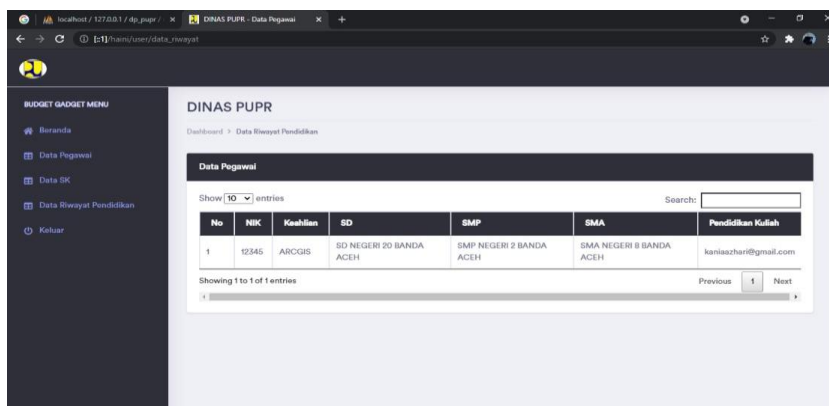 localhost / 127.0.0.1 / dp_pupr /
DINAS PUPR - Data Pegawai
[::1]/haini/user/data_riwayat
BUDGET GADGET MENU
Beranda
Data Pegawai
Data SK
Data Riwayat Pendidikan
Keluar
DINAS PUPR
Dashboard > Data Riwayat Pendidikan
Data Pegawai
Show 10 entries
Search:
No NIK Keahlian SD SMP SMA Pendidikan Kuliah
1 12345 ARCGIS SD NEGERI 20 BANDA ACEH SMP NEGERI 2 BANDA ACEH SMA NEGERI 8 BANDA ACEH kaniaazhari@gmail.com
Showing 1 to 1 of 1 entries
Previous 1 Next